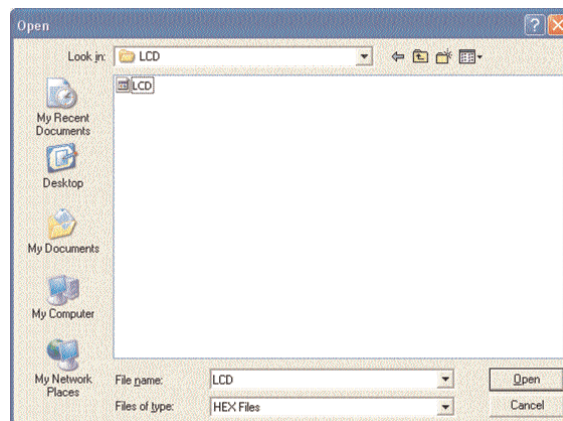 Open
Look in: LCD
LCD
My Recent
Documents
Desktop
My Documents
My Computer
My Network
Places
File name: LCD Open
Files of type: HEX Files Cancel